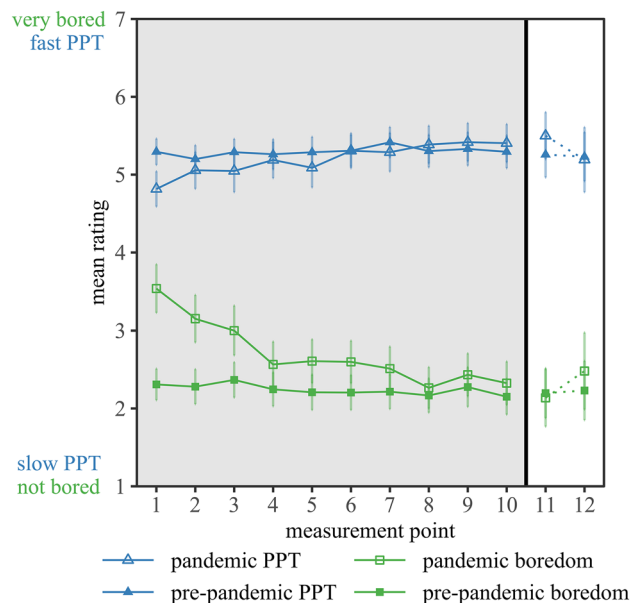 very bored
fast PPT
7
6
5
4
3
2
1
mean rating
slow PPT
not bored
1 2 3 4 5 6 7 8 9 10 11 12
measurement point
pandemic PPT pandemic boredom
pre-pandemic PPT pre-pandemic boredom